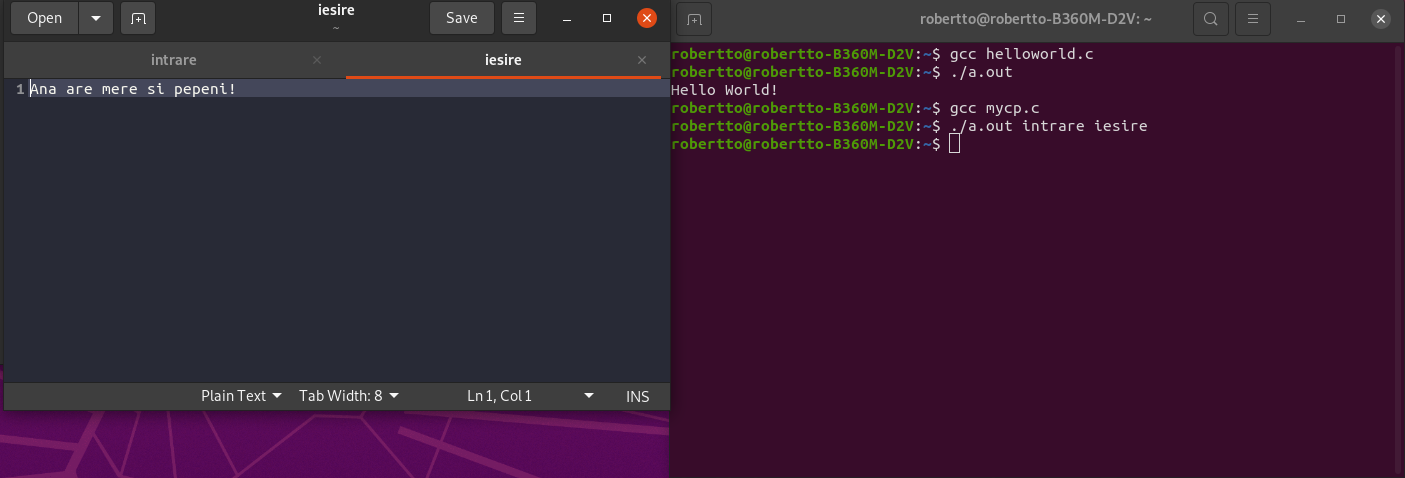 Open
iesire
~
Save
intrare
iesire
1 Ana are mere si pepeni!
Plain Text
Tab Width: 8
Ln 1, Col 1
INS
robertto@robertto-B360M-D2V: ~
robertto@robertto-B360M-D2V:~$ gcc helloworld.c
robertto@robertto-B360M-D2V:~$ ./a.out
Hello World!
robertto@robertto-B360M-D2V:~$ gcc mycp.c
robertto@robertto-B360M-D2V:~$ ./a.out intrare iesire
robertto@robertto-B360M-D2V:~$